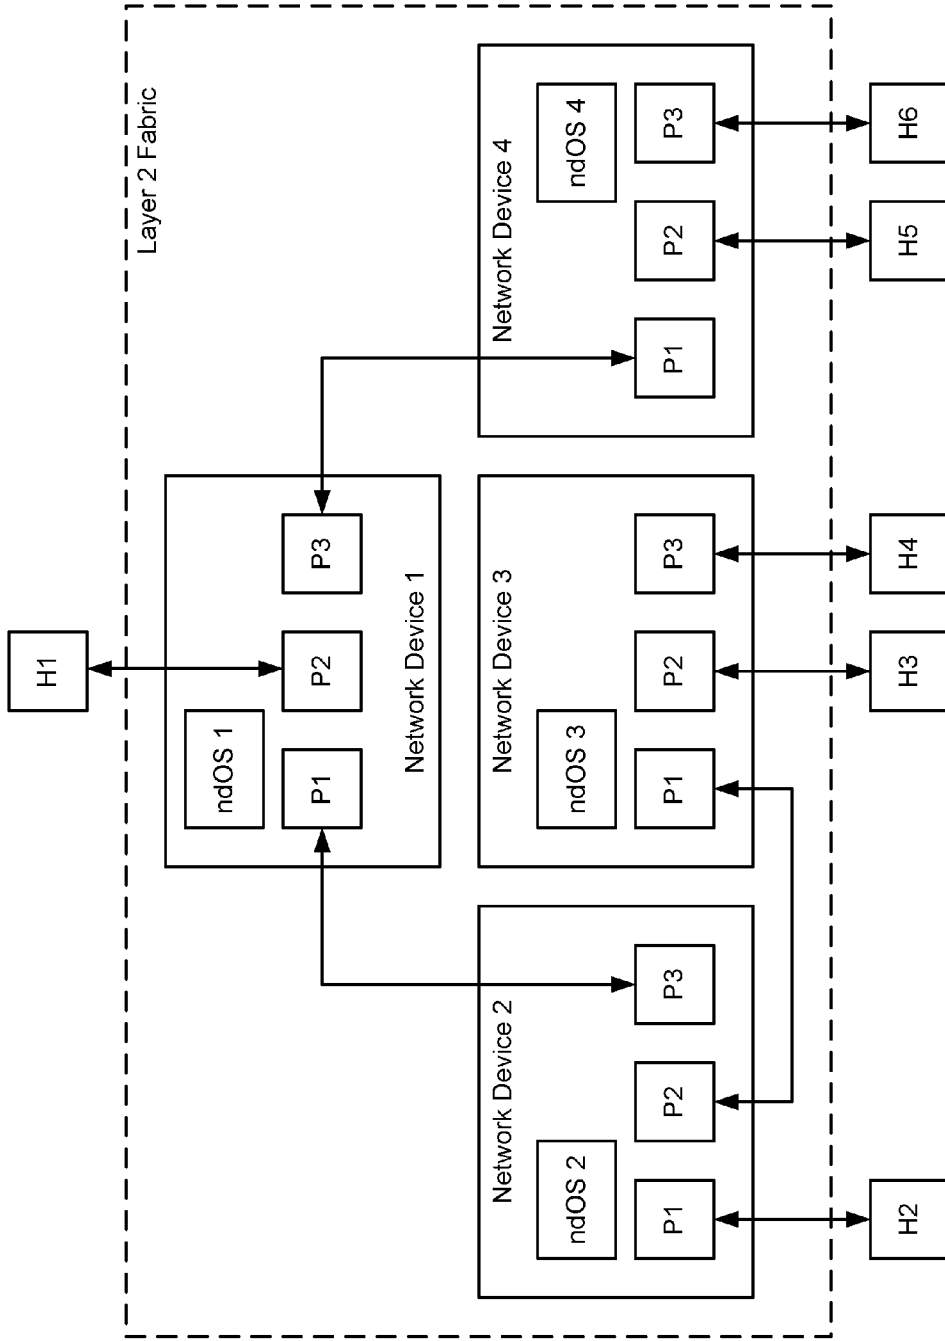 H1
Layer 2 Fabric
ndOS 1
P1
P2
P3
Network Device 1
Network Device 2
ndOS 2
P1
P2
P3
Network Device 3
ndOS 3
P1
P2
P3
Network Device 4
ndOS 4
P1
P2
P3
H2
H3
H4
H5
H6